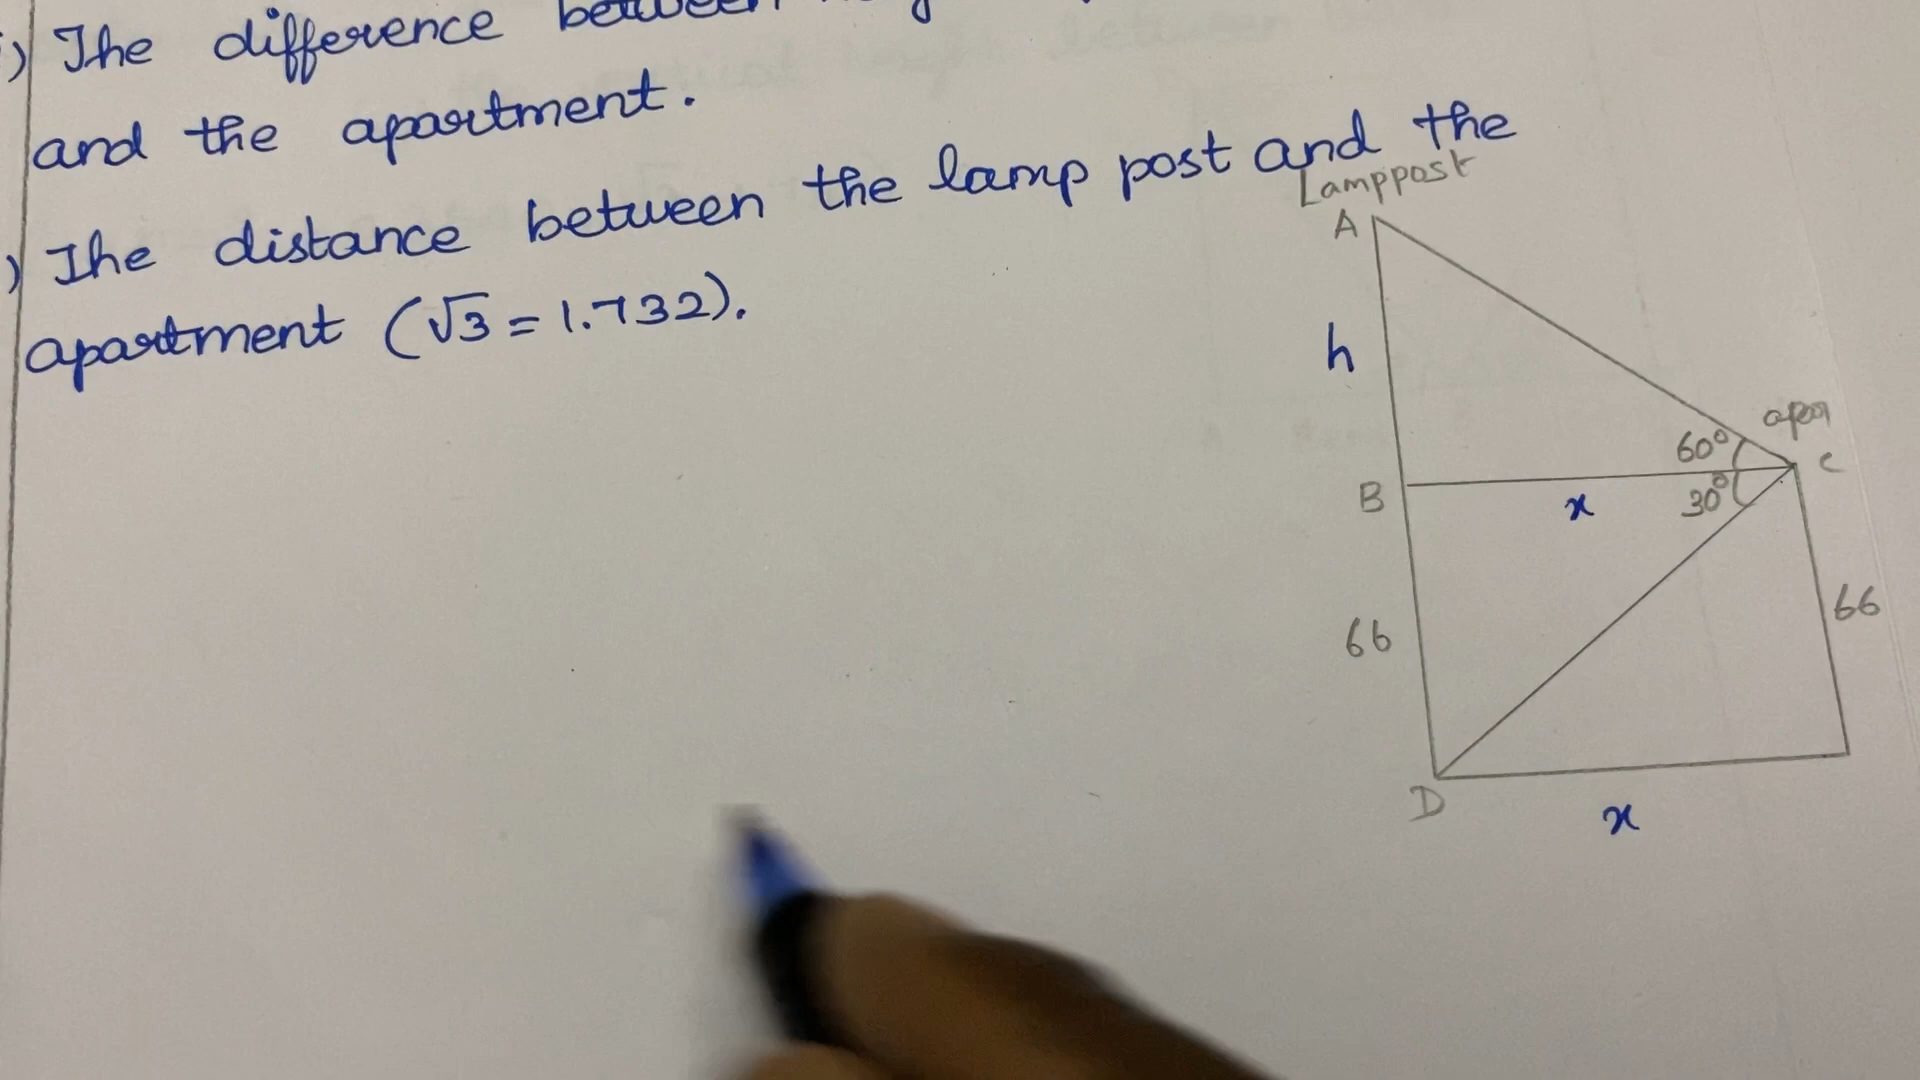 ) The difference between
and the apartment.
) The distance between the lamp post and the
apartment (√3 = 1.732).
Lamppost
A
h
60°
C
B
x
30°
66
66
D
x